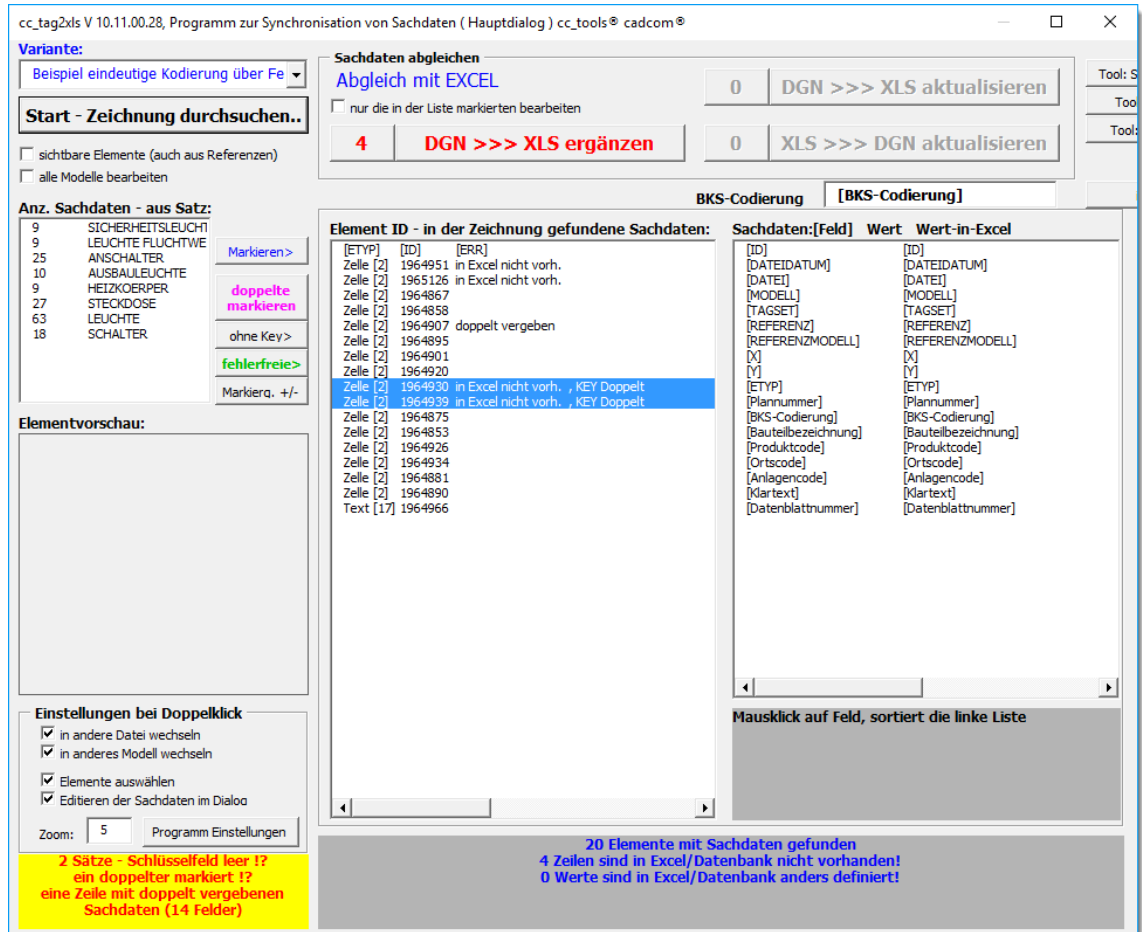 cc_tag2xls V 10.11.00.28, Programm zur Synchronisation von Sachdaten ( Hauptdialog ) cc_tools® cadcom®
Variante:
Beispiel eindeutige Kodierung über Fe
Start - Zeichnung durchsuchen..
sichtbare Elemente (auch aus Referenzen)
alle Modelle bearbeiten
Sachdaten abgleichen
Abgleich mit EXCEL
nur die in der Liste markierten bearbeiten
4 DGN >>> XLS ergänzen
0 DGN >>> XLS aktualisieren
0 XLS >>> DGN aktualisieren
Tool: S
Too
Tool:
BKS-Codierung [BKS-Codierung]
Anz. Sachdaten - aus Satz:
9 SICHERHEITSLEUCHT
9 LEUCHTE FLUCHTWE
25 ANSCHALTER
10 AUSBAULEUCHTE
9 HEIZKOERPER
27 STECKDOSE
63 LEUCHTE
18 SCHALTER
Markieren>
doppelte
markieren
ohne Key>
fehlerfreie>
Markierg. +/-
Elementvorschau:
Element ID - in der Zeichnung gefundene Sachdaten:
[ETYP] [ID] [ERR]
Zelle [2] 1964951 in Excel nicht vorh.
Zelle [2] 1965126 in Excel nicht vorh.
Zelle [2] 1964867
Zelle [2] 1964858
Zelle [2] 1964907 doppelt vergeben
Zelle [2] 1964895
Zelle [2] 1964901
Zelle [2] 1964920
Zelle [2] 1964930 in Excel nicht vorh. , KEY Doppelt
Zelle [2] 1964939 in Excel nicht vorh. , KEY Doppelt
Zelle [2] 1964875
Zelle [2] 1964853
Zelle [2] 1964926
Zelle [2] 1964934
Zelle [2] 1964881
Zelle [2] 1964890
Text [17] 1964966
Sachdaten:[Feld] Wert Wert-in-Excel
[ID] [ID]
[DATEIDATUM] [DATEIDATUM]
[DATEI] [DATEI]
[MODELL] [MODELL]
[TAGSET] [TAGSET]
[REFERENZ] [REFERENZ]
[REFERENZMODELL] [REFERENZMODELL]
[X] [X]
[Y] [Y]
[ETYP] [ETYP]
[Plannummer] [Plannummer]
[BKS-Codierung] [BKS-Codierung]
[Bauteilbezeichnung] [Bauteilbezeichnung]
[Produktcode] [Produktcode]
[Ortscode] [Ortscode]
[Anlagencode] [Anlagencode]
[Klartext] [Klartext]
[Datenblattnummer] [Datenblattnummer]
Mausklick auf Feld, sortiert die linke Liste
Einstellungen bei Doppelklick
in andere Datei wechseln
in anderes Modell wechseln
Elemente auswählen
Editieren der Sachdaten im Dialog
Zoom: 5 Programm Einstellungen
2 Sätze - Schlüsselfeld leer !?
ein doppelter markiert !?
eine Zeile mit doppelt vergebenen
Sachdaten (14 Felder)
20 Elemente mit Sachdaten gefunden
4 Zeilen sind in Excel/Datenbank nicht vorhanden!
0 Werte sind in Excel/Datenbank anders definiert!